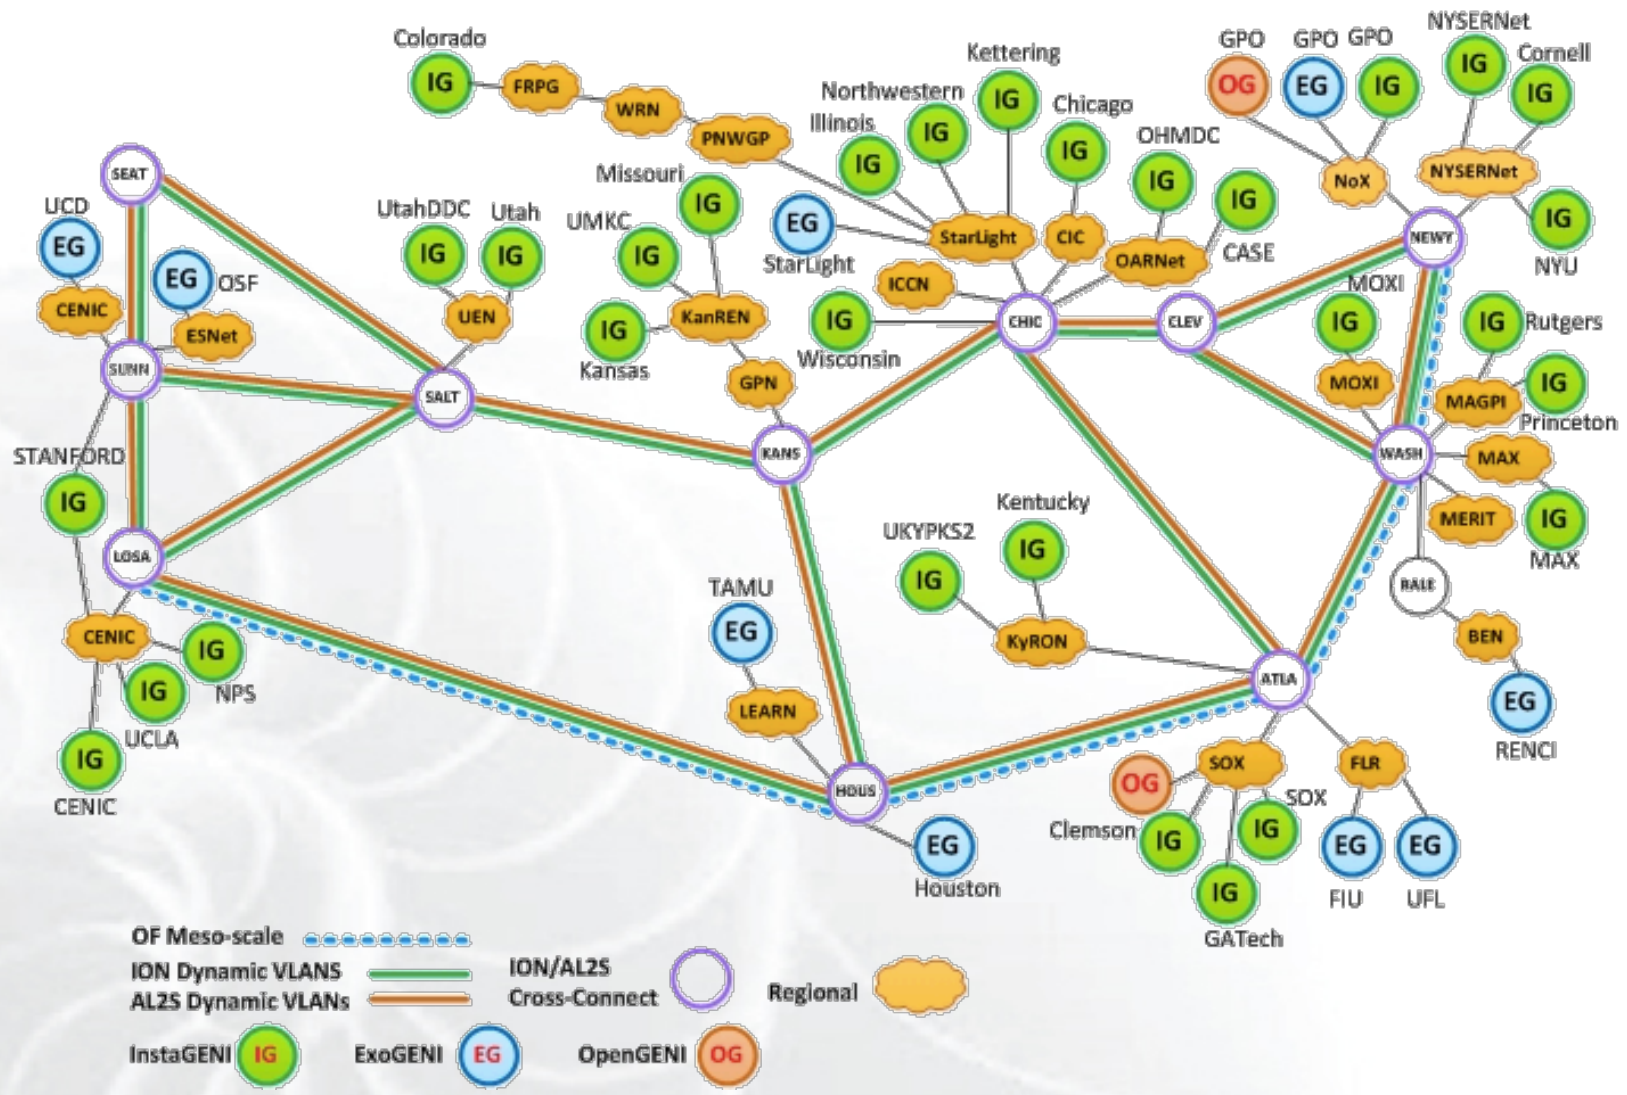 Colorado
IG
FRPG
WRN
PNWGP
Kettering
IG
Northwestern
IG
Illinois
IG
Chicago
IG
OHMDC
IG
GPO
OG
GPO
EG
GPO
IG
NYSERNet
IG
Cornell
IG
NoX
NYSERNet
IG
NYU
SEAT
UCD
EG
EG
OSF
CENIC
ESNet
SUNN
UtahDDC
IG
Utah
IG
UEN
SALT
Missouri
IG
UMKC
IG
KanREN
IG
Kansas
GPN
KANS
EG
StarLight
StarLight
CIC
OARNet
IG
CASE
ICCN
IG
Wisconsin
CHIC
CLEV
NEWY
MOXI
IG
MOXI
IG
Rutgers
MAGPI
IG
Princeton
WASH
MAX
IG
MAX
MERIT
RALE
BEN
EG
RENCI
STANFORD
IG
LOSA
CENIC
IG
NPS
IG
UCLA
IG
CENIC
TAMU
EG
LEARN
HOUS
EG
Houston
UKYPKS2
IG
Kentucky
IG
KyRON
ATLA
SOX
FLR
OG
Clemson
IG
SOX
IG
IG
GATech
EG
FIU
EG
UFL
OF Meso-scale
ION Dynamic VLANS
AL2S Dynamic VLANs
ION/AL2S
Cross-Connect
Regional
InstaGENI
IG
ExoGENI
EG
OpenGENI
OG